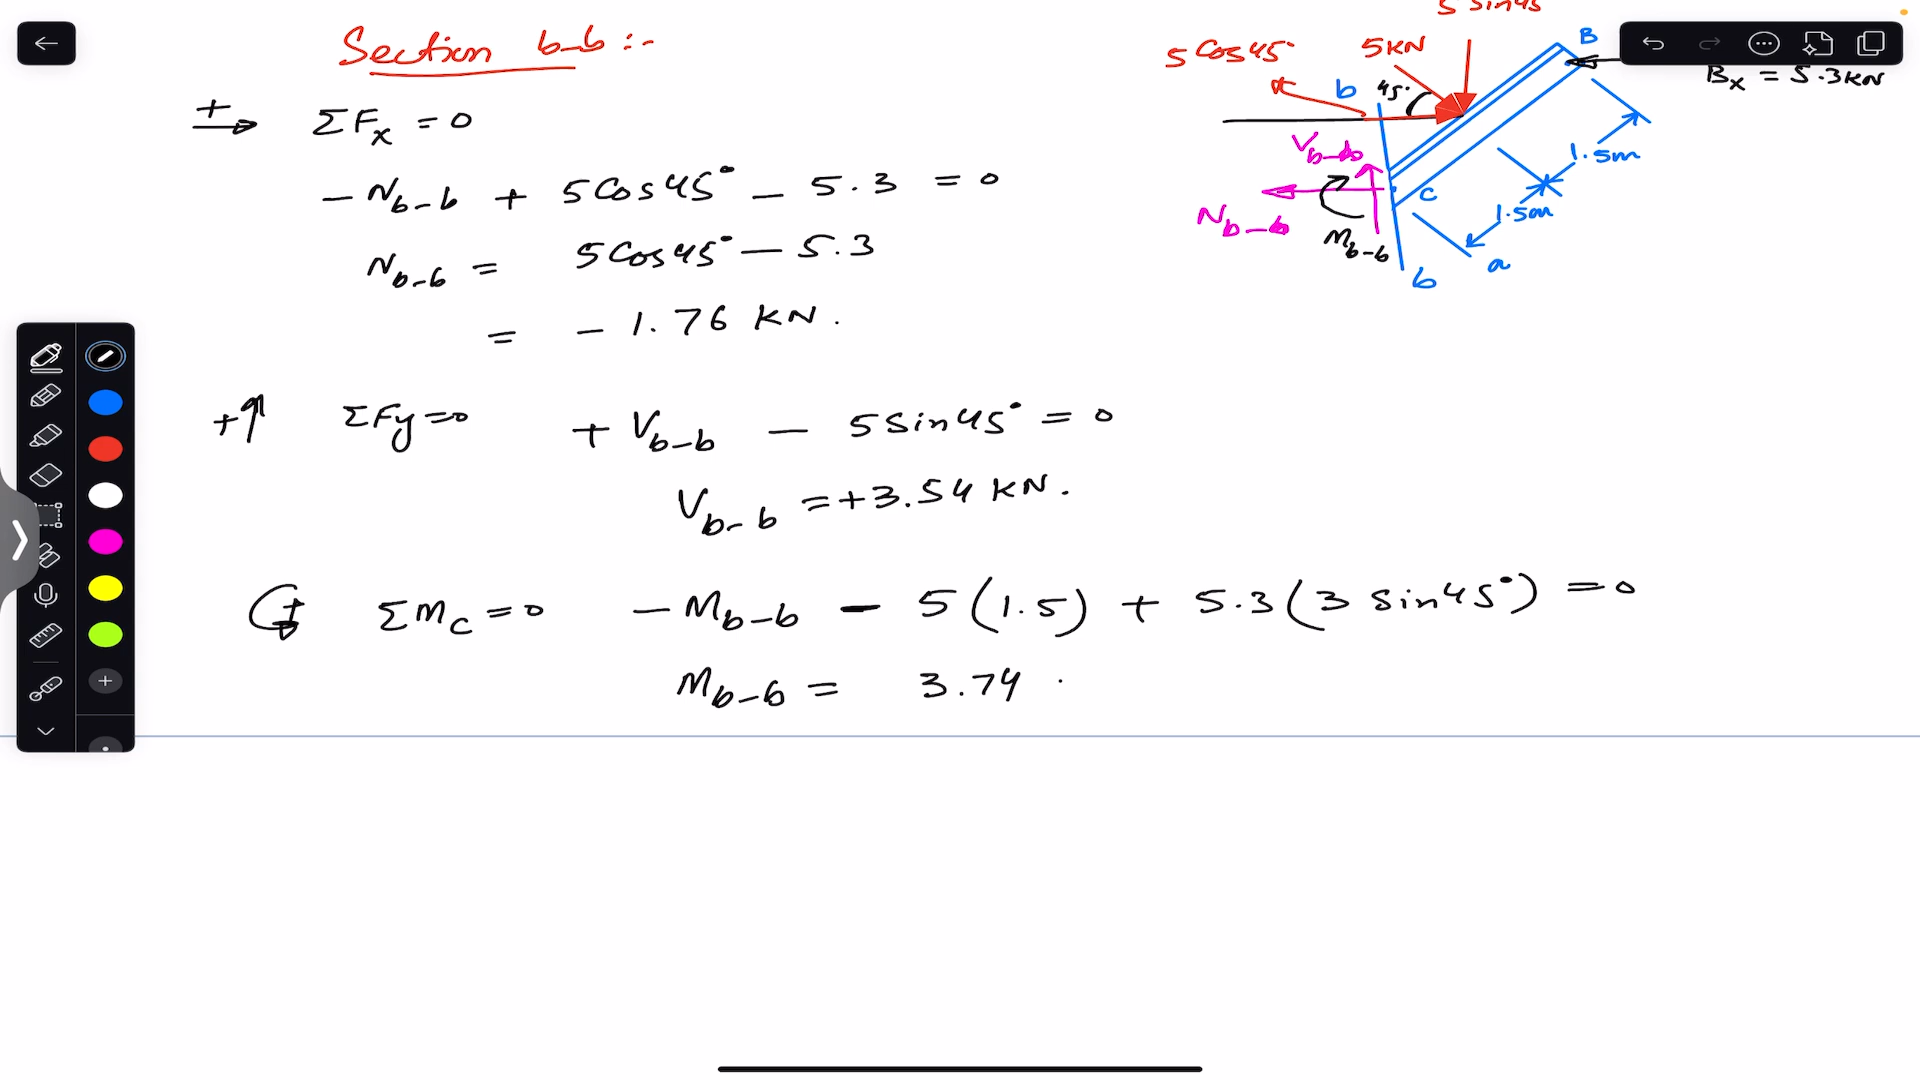 Section b-b :-
+ → ΣFx = 0
- Nb-b + 5Cos45° - 5.3 = 0
Nb-b = 5Cos45° - 5.3
= - 1.76 KN.
+↑ ΣFy=0 + Vb-b - 5Sin45° = 0
Vb-b = +3.54 KN.
+ ΣMc=0 - Mb-b - 5(1.5) + 5.3(3 Sin45°) = 0
Mb-b = 3.74 .
5 Sin45
5 Cos45°
5KN
B
Bx = 5.3KN
b
45°
Vb-b
1.5m
C
1.5m
Nb-b
Mb-b
a
b